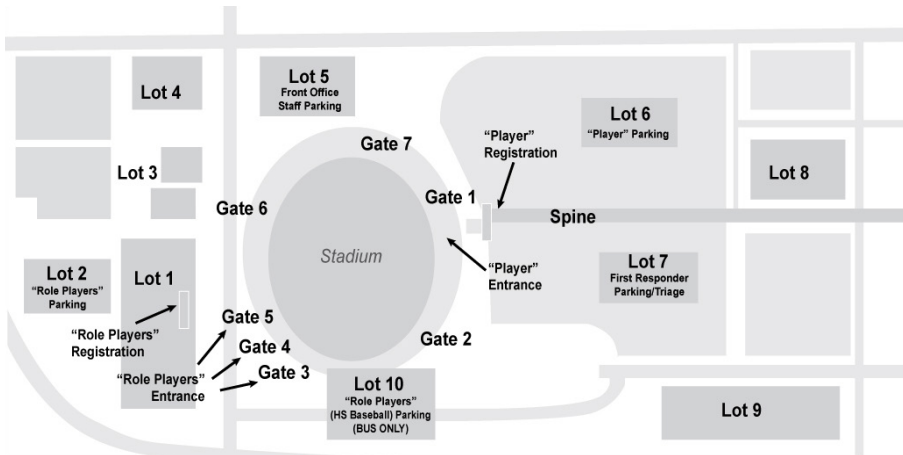 Lot 5
Front Office
Staff Parking
Lot 4
Lot 6
"Player" Parking
Gate 7
"Player"
Registration
Lot 3
Lot 8
Gate 1
Gate 6
Spine
Stadium
Lot 2
"Role Players"
Parking
Lot 1
"Player"
Entrance
Lot 7
First Responder
Parking/Triage
Gate 5
"Role Players"
Registration
Gate 4
Gate 2
Gate 3
"Role Players"
Entrance
Lot 10
"Role Players"
(HS Baseball) Parking
(BUS ONLY)
Lot 9